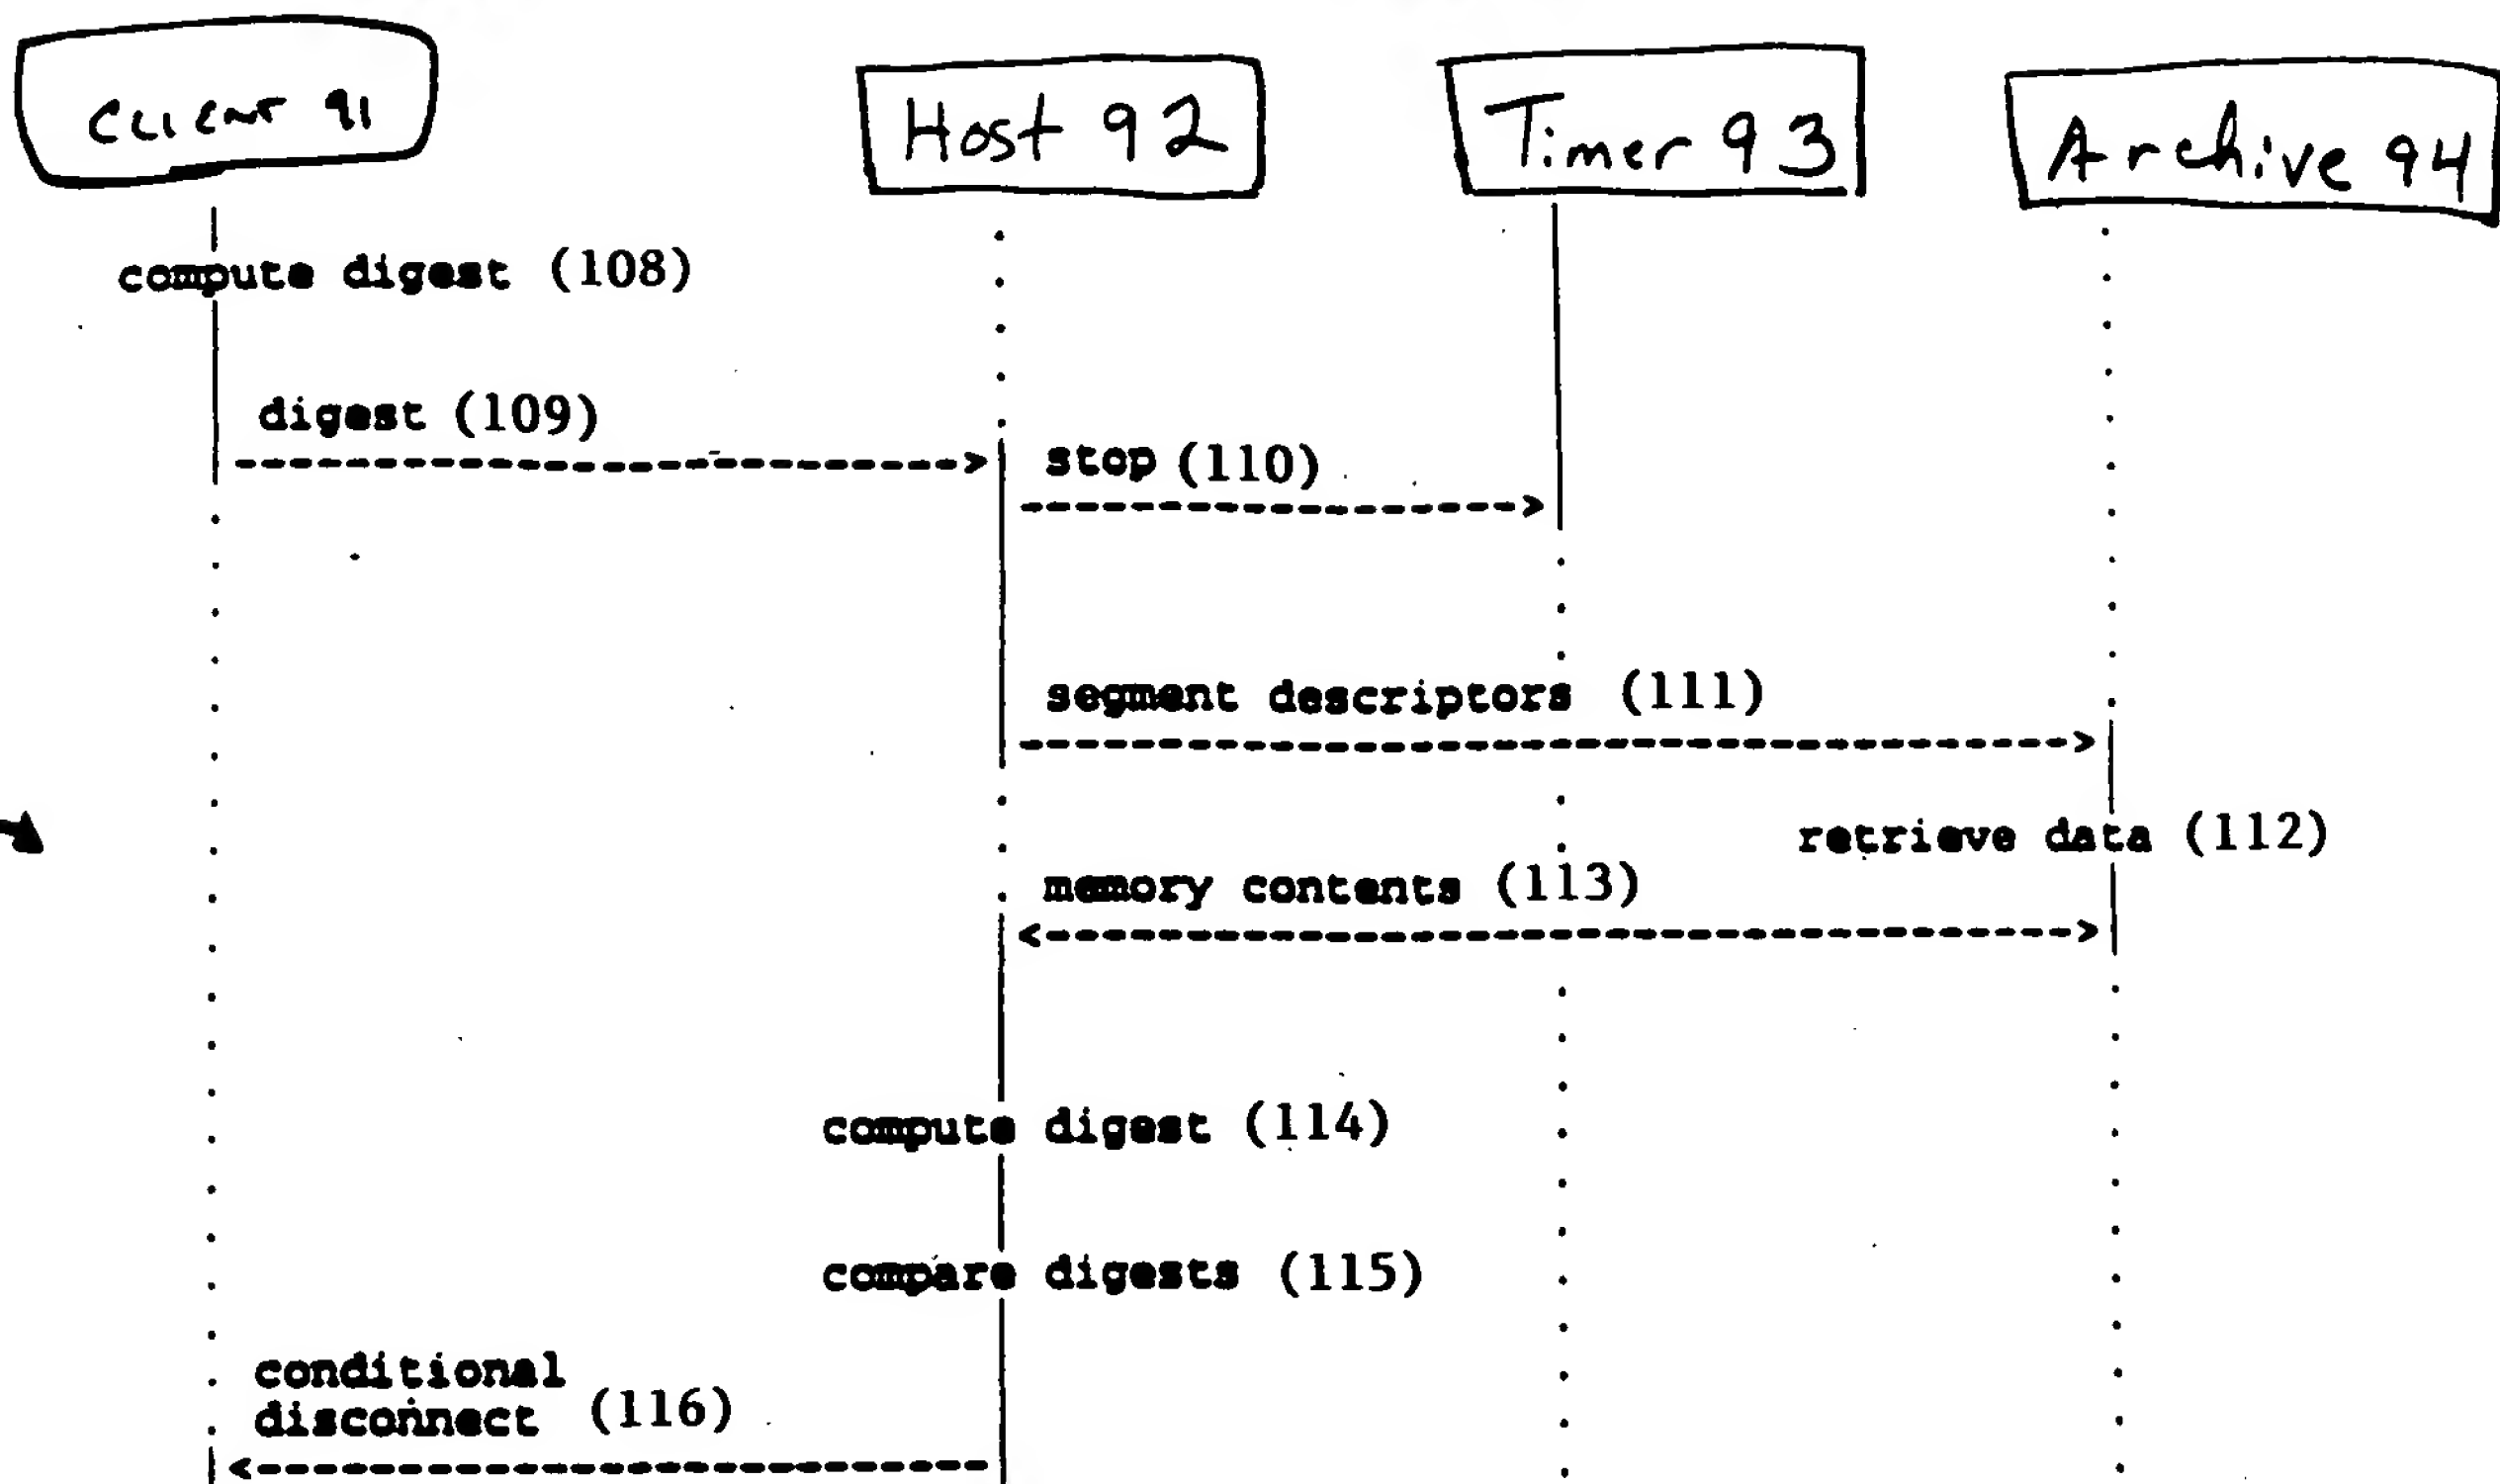 Client 91
Host 92
Timer 93
Archive 94
compute digest (108)
digest (109)
stop (110)
segment descriptors (111)
retrieve data (112)
memory contents (113)
compute digest (114)
compare digests (115)
conditional
disconnect (116)